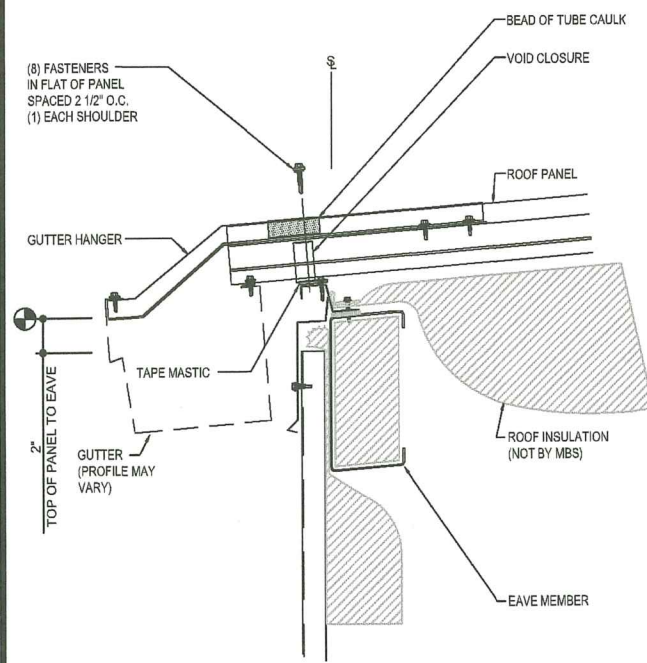 BEAD OF TUBE CAULK
VOID CLOSURE
(8) FASTENERS
IN FLAT OF PANEL
SPACED 2 1/2" O.C.
(1) EACH SHOULDER
ROOF PANEL
GUTTER HANGER
TAPE MASTIC
2"
TOP OF PANEL TO EAVE
GUTTER
(PROFILE MAY
VARY)
ROOF INSULATION
(NOT BY MBS)
EAVE MEMBER